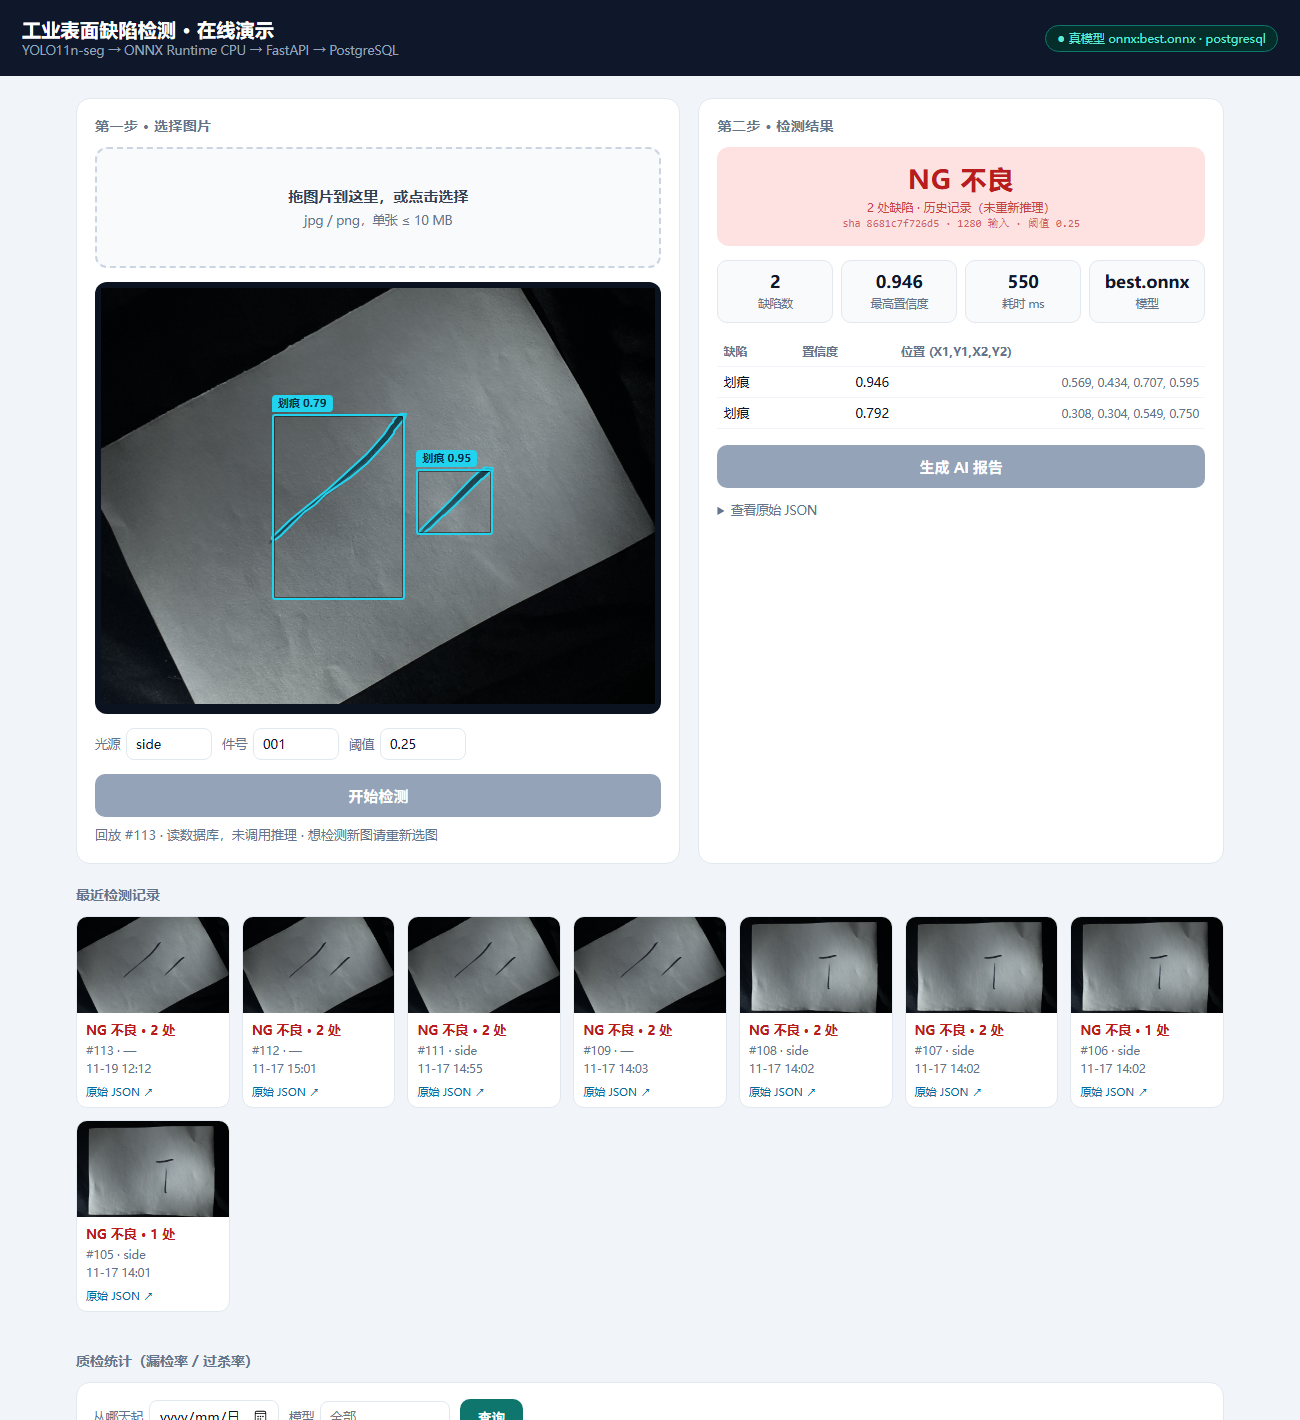 工业表面缺陷检测 • 在线演示
YOLO11n-seg → ONNX Runtime CPU → FastAPI → PostgreSQL
● 真模型 onnx:best.onnx · postgresql
第一步 • 选择图片
拖图片到这里，或点击选择
jpg / png，单张 ≤ 10 MB
划痕 0.79
划痕 0.95
光源 side 件号 001 阈值 0.25
开始检测
回放 #113 · 读数据库，未调用推理 · 想检测新图请重新选图
第二步 • 检测结果
NG 不良
2 处缺陷 · 历史记录（未重新推理）
sha 8681c7f726d5 · 1280 输入 · 阈值 0.25
2
缺陷数
0.946
最高置信度
550
耗时 ms
best.onnx
模型
缺陷 置信度 位置 (X1,Y1,X2,Y2)
划痕 0.946 0.569, 0.434, 0.707, 0.595
划痕 0.792 0.308, 0.304, 0.549, 0.750
生成 AI 报告
▶ 查看原始 JSON
最近检测记录
NG 不良 • 2 处
#113 · —
11-19 12:12
原始 JSON ↗
NG 不良 • 2 处
#112 · —
11-17 15:01
原始 JSON ↗
NG 不良 • 2 处
#111 · side
11-17 14:55
原始 JSON ↗
NG 不良 • 2 处
#109 · —
11-17 14:03
原始 JSON ↗
NG 不良 • 2 处
#108 · side
11-17 14:02
原始 JSON ↗
NG 不良 • 2 处
#107 · side
11-17 14:02
原始 JSON ↗
NG 不良 • 1 处
#106 · side
11-17 14:02
原始 JSON ↗
NG 不良 • 1 处
#105 · side
11-17 14:01
原始 JSON ↗
质检统计（漏检率 / 过杀率）
从哪天起 yyyy/mm/日 模型 全部 查询